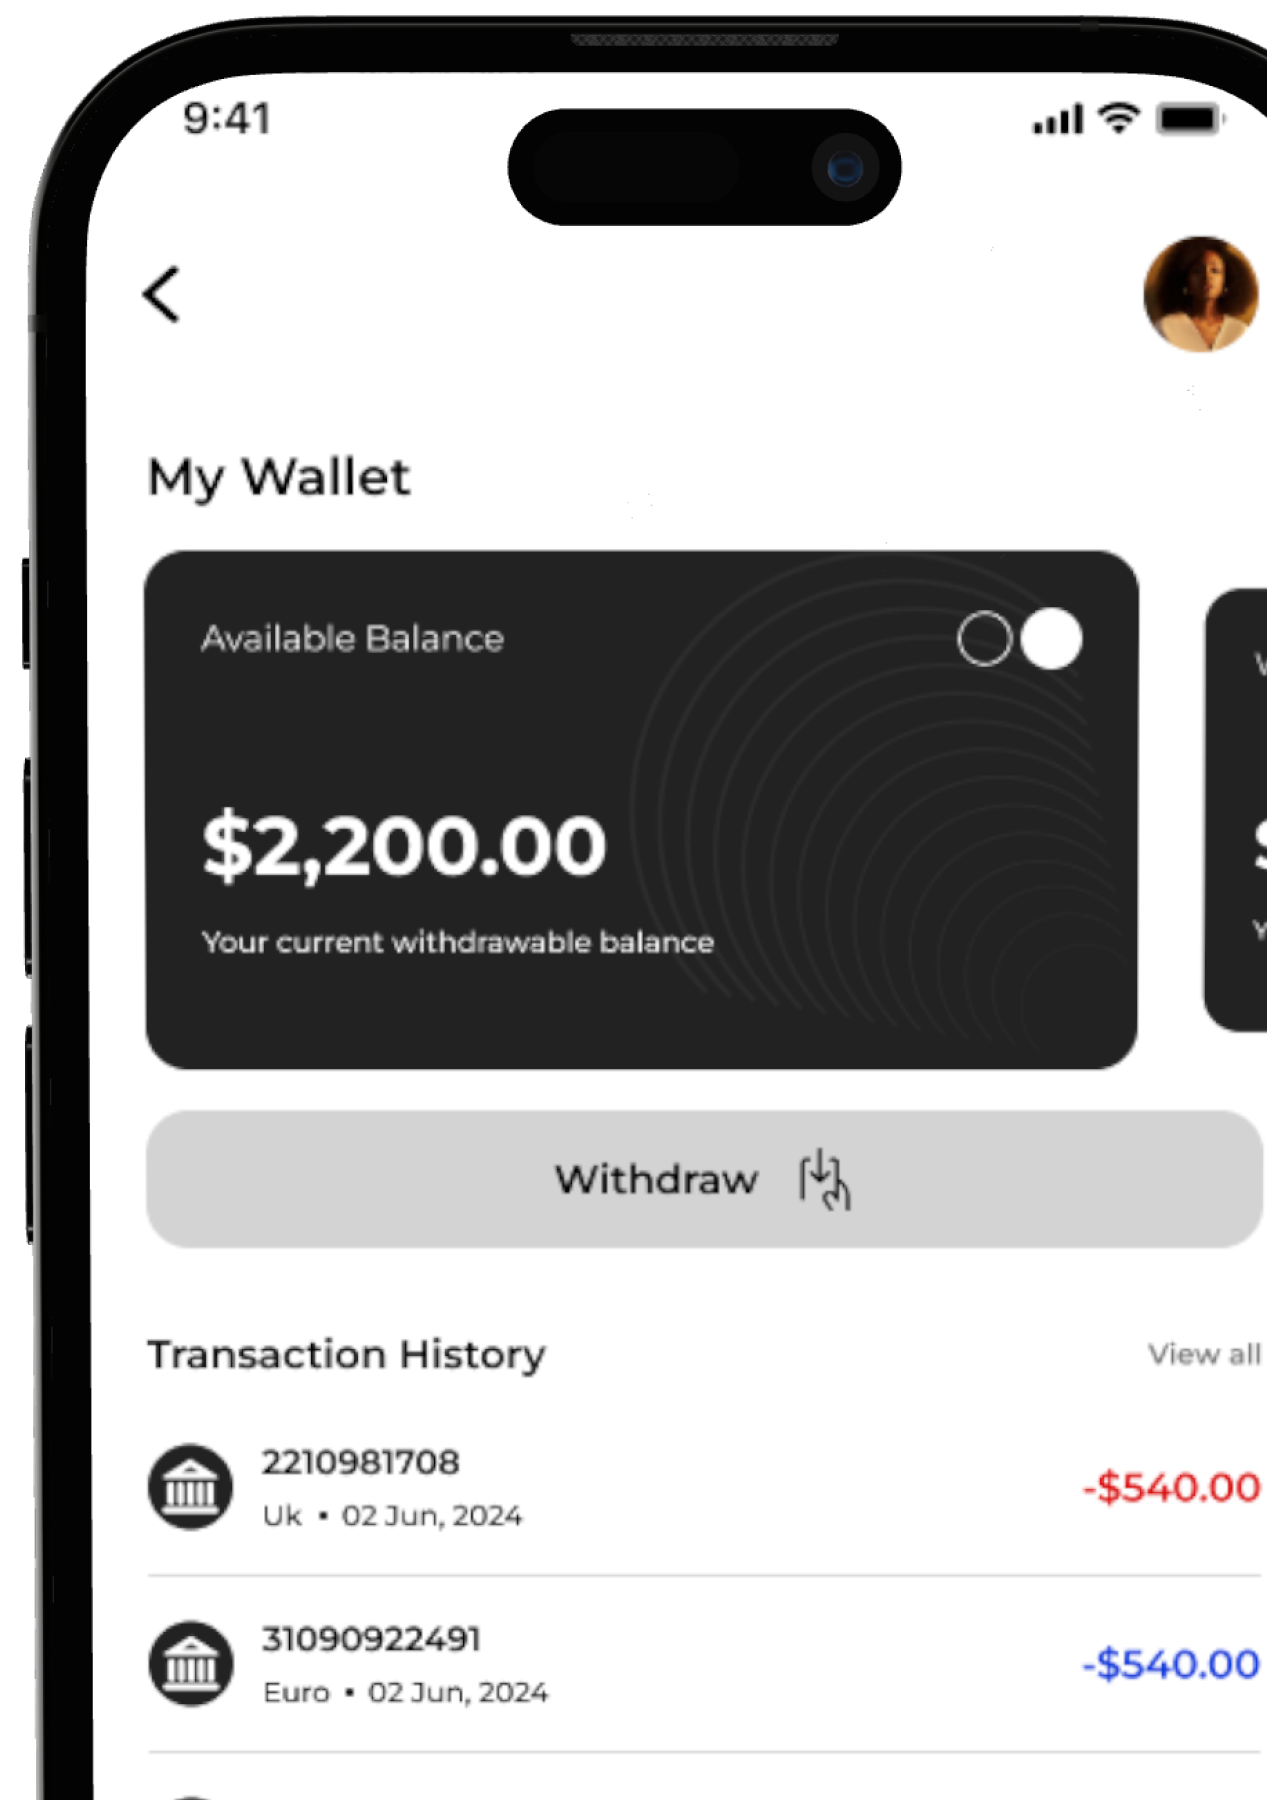 9:41
My Wallet
Available Balance
$2,200.00
Your current withdrawable balance
Withdraw
Transaction History
View all
2210981708
Uk • 02 Jun, 2024
-$540.00
31090922491
Euro • 02 Jun, 2024
-$540.00